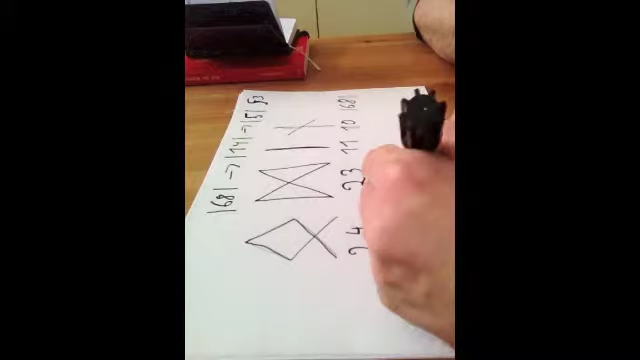 |68| → |14| → |5|
24 23 11 10 |68|